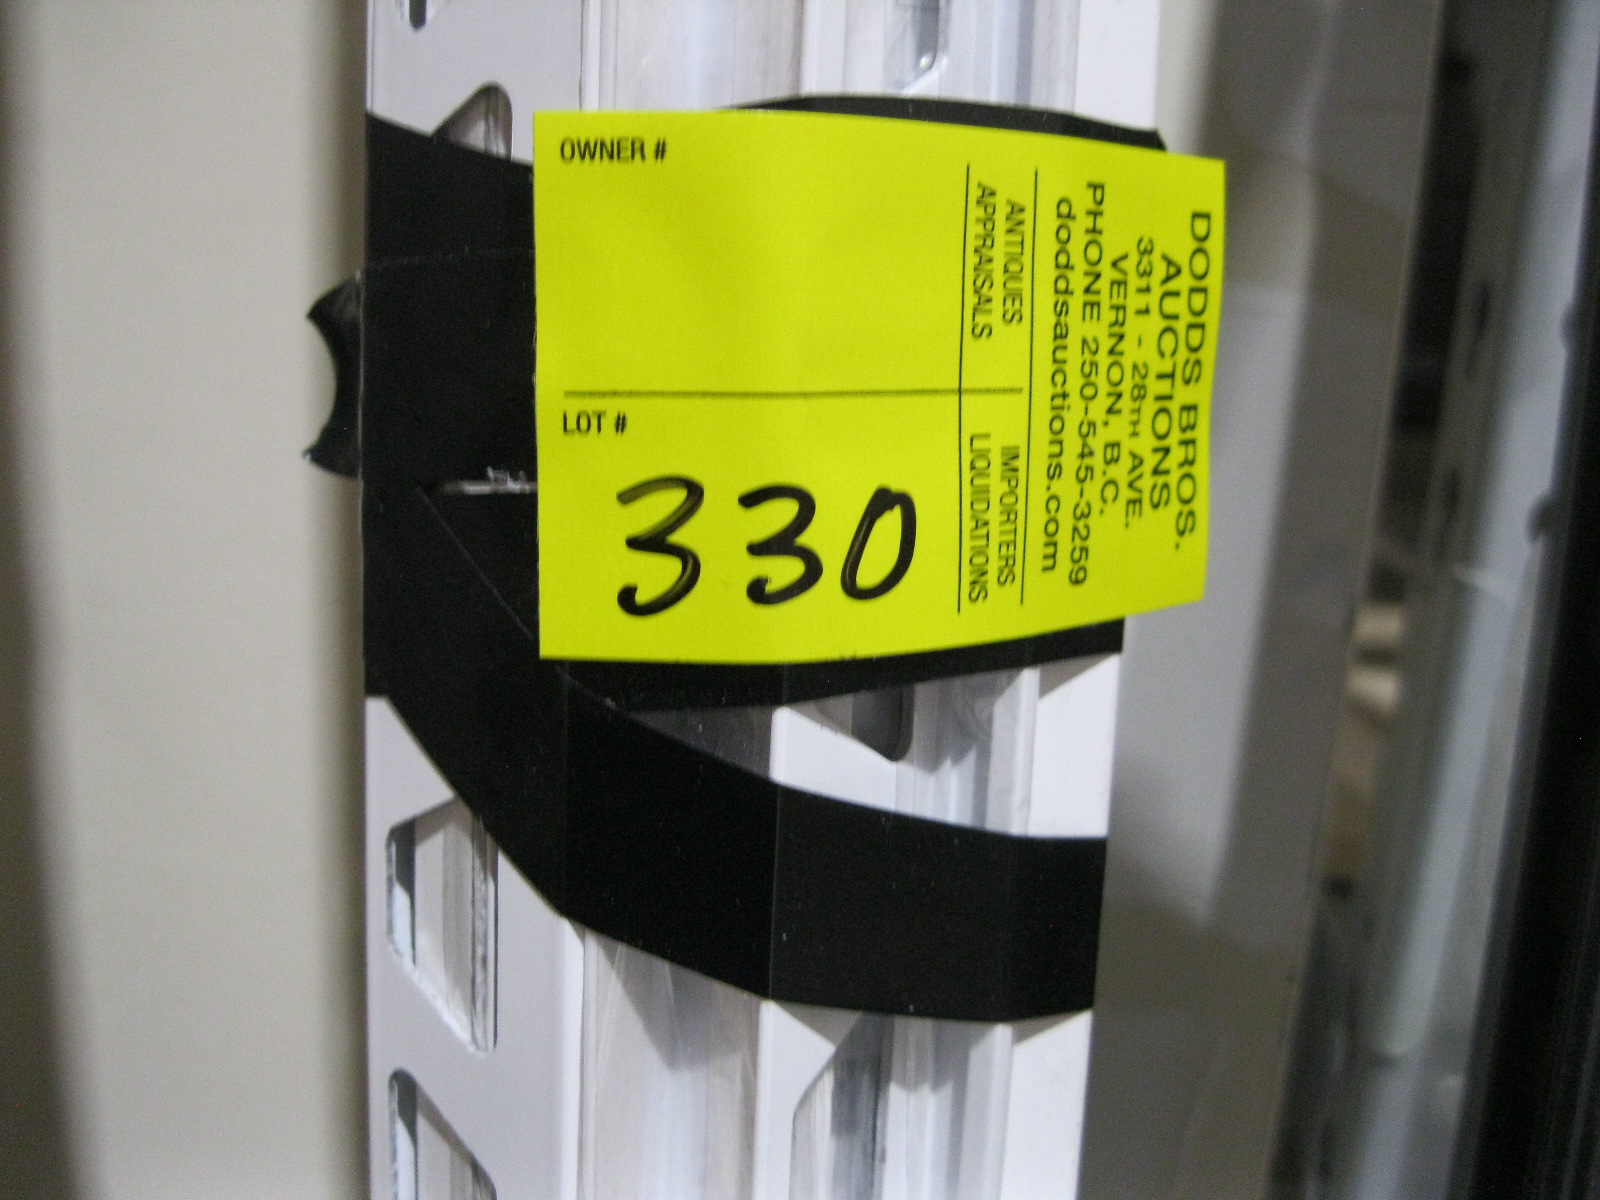 OWNER #
LOT #
330
DODDS BROS.
AUCTIONS
3311 - 28TH AVE.
VERNON, B.C.
PHONE 250-545-3259
doddsauctions.com
ANTIQUES IMPORTERS
APPRAISALS LIQUIDATIONS